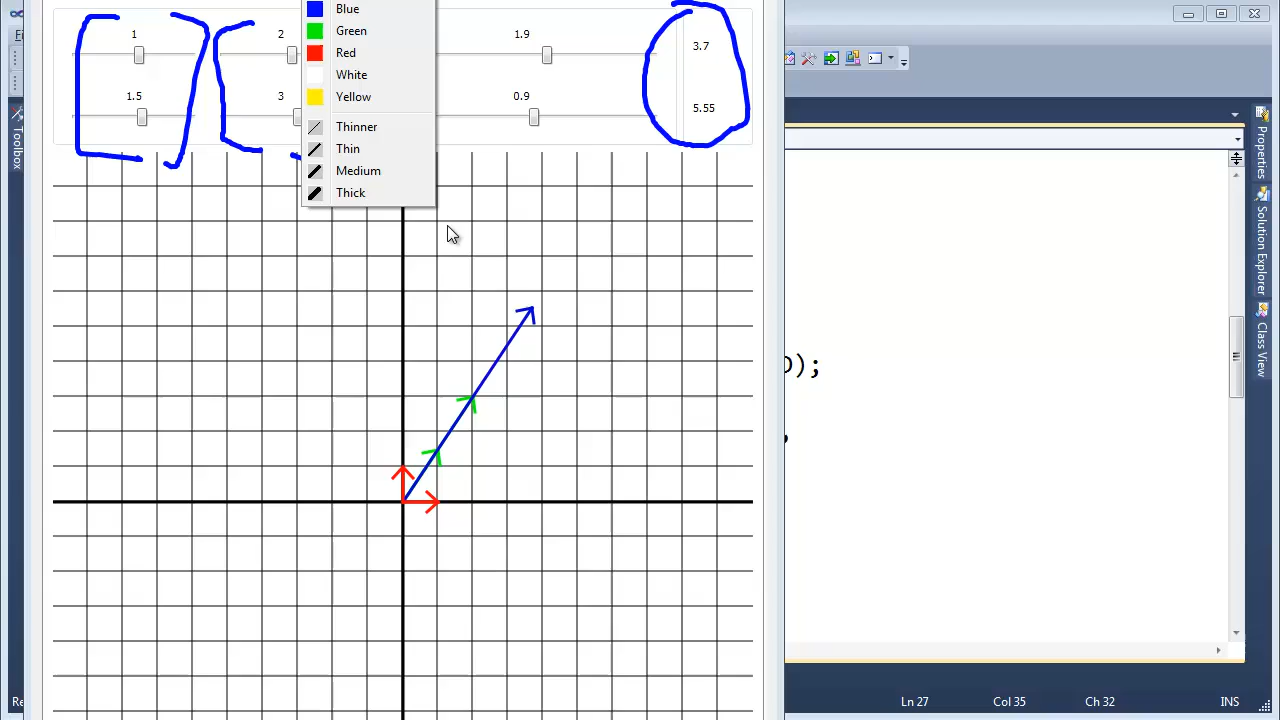 Blue
Green
Red
White
Yellow
Thinner
Thin
Medium
Thick
1 2 1.9 3.7
1.5 3 0.9 5.55
Toolbox
Properties
Solution Explorer
Class View
);
,
Ln 27 Col 35 Ch 32 INS